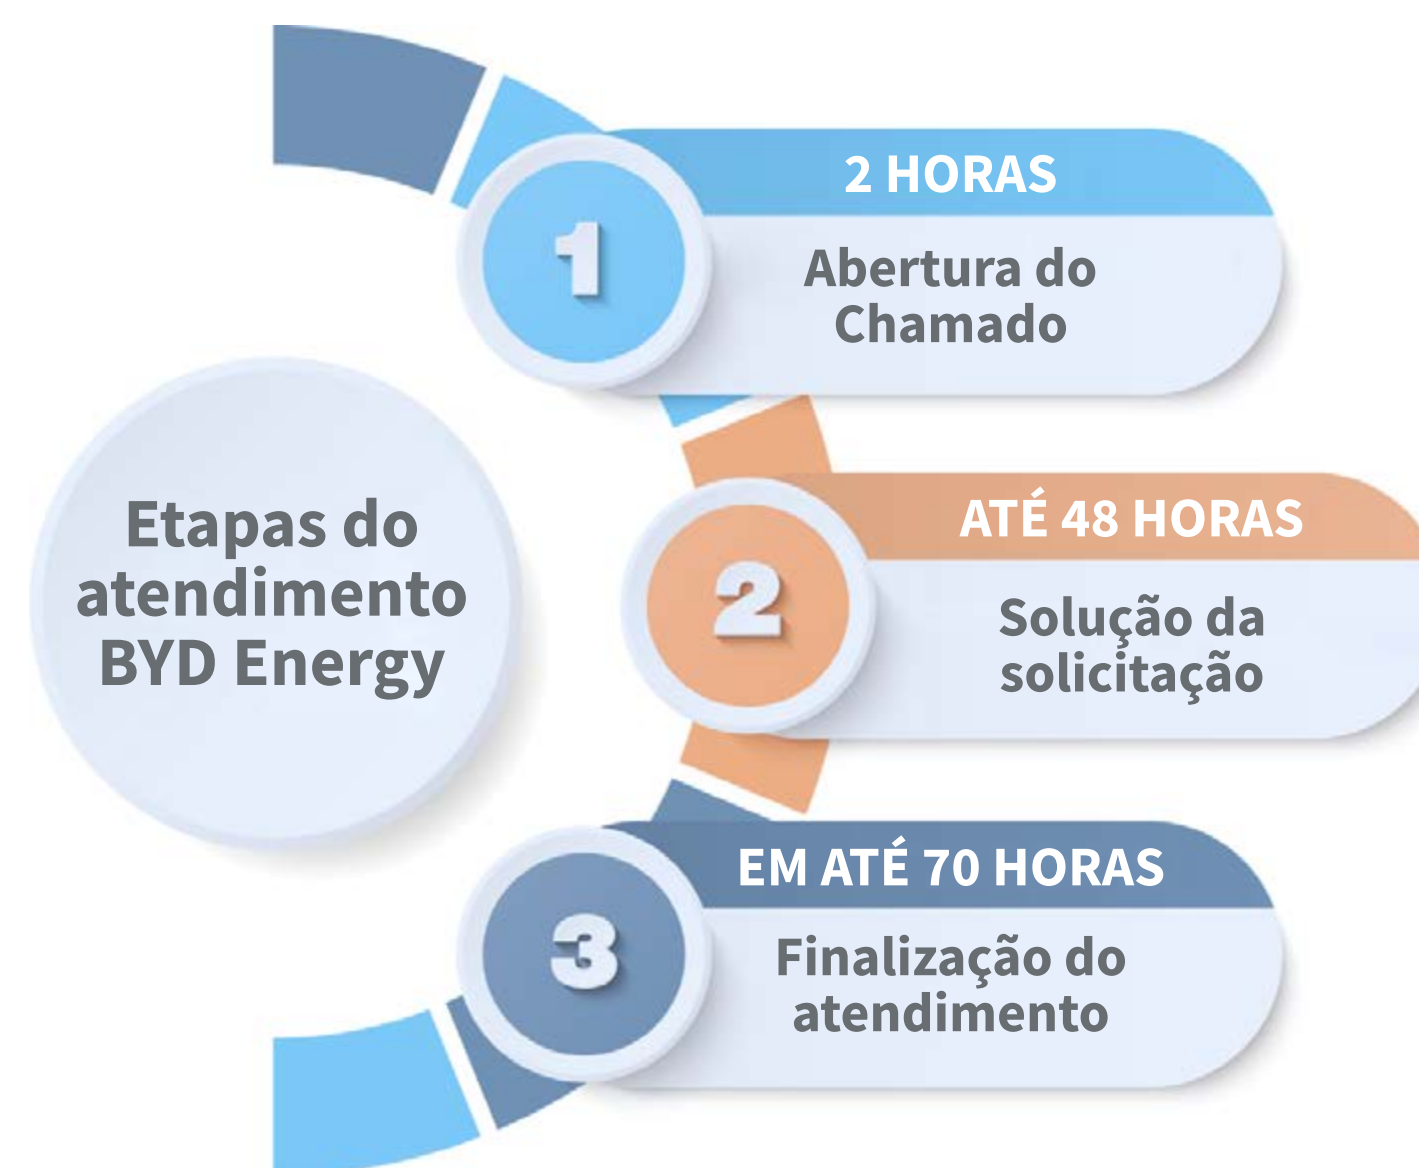 Etapas do
atendimento
BYD Energy
1
2 HORAS
Abertura do
Chamado
2
ATÉ 48 HORAS
Solução da
solicitação
3
EM ATÉ 70 HORAS
Finalização do
atendimento